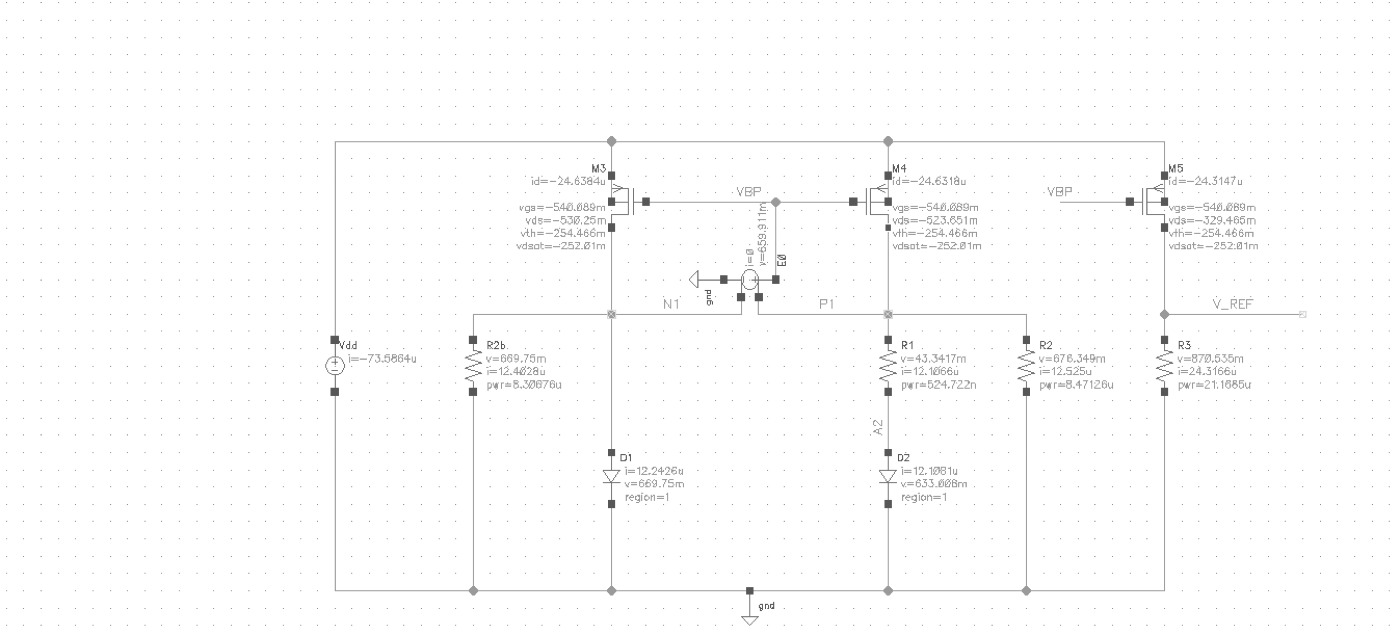 M3
id=-24.6384u
vgs=-540.089m
vds=-530.25m
vth=-254.466m
vdsat=-252.01m
VBP
M4
id=-24.6318u
vgs=-540.089m
vds=-523.651m
vth=-254.466m
vdsat=-252.01m
VBP
M5
id=-24.3147u
vgs=-540.089m
vds=-329.465m
vth=-254.466m
vdsat=-252.01m
i=0
v=659.911m
E0
gnd
N1
P1
V_REF
Vdd
i=-73.5864u
R2b
v=669.75m
i=12.4028u
pwr=8.30676u
R1
v=43.3417m
i=12.1066u
pwr=524.722n
R2
v=676.349m
i=12.525u
pwr=8.47126u
R3
v=870.535m
i=24.3166u
pwr=21.1685u
A2
D1
i=12.2426u
v=669.75m
region=1
D2
i=12.1081u
v=633.008m
region=1
gnd